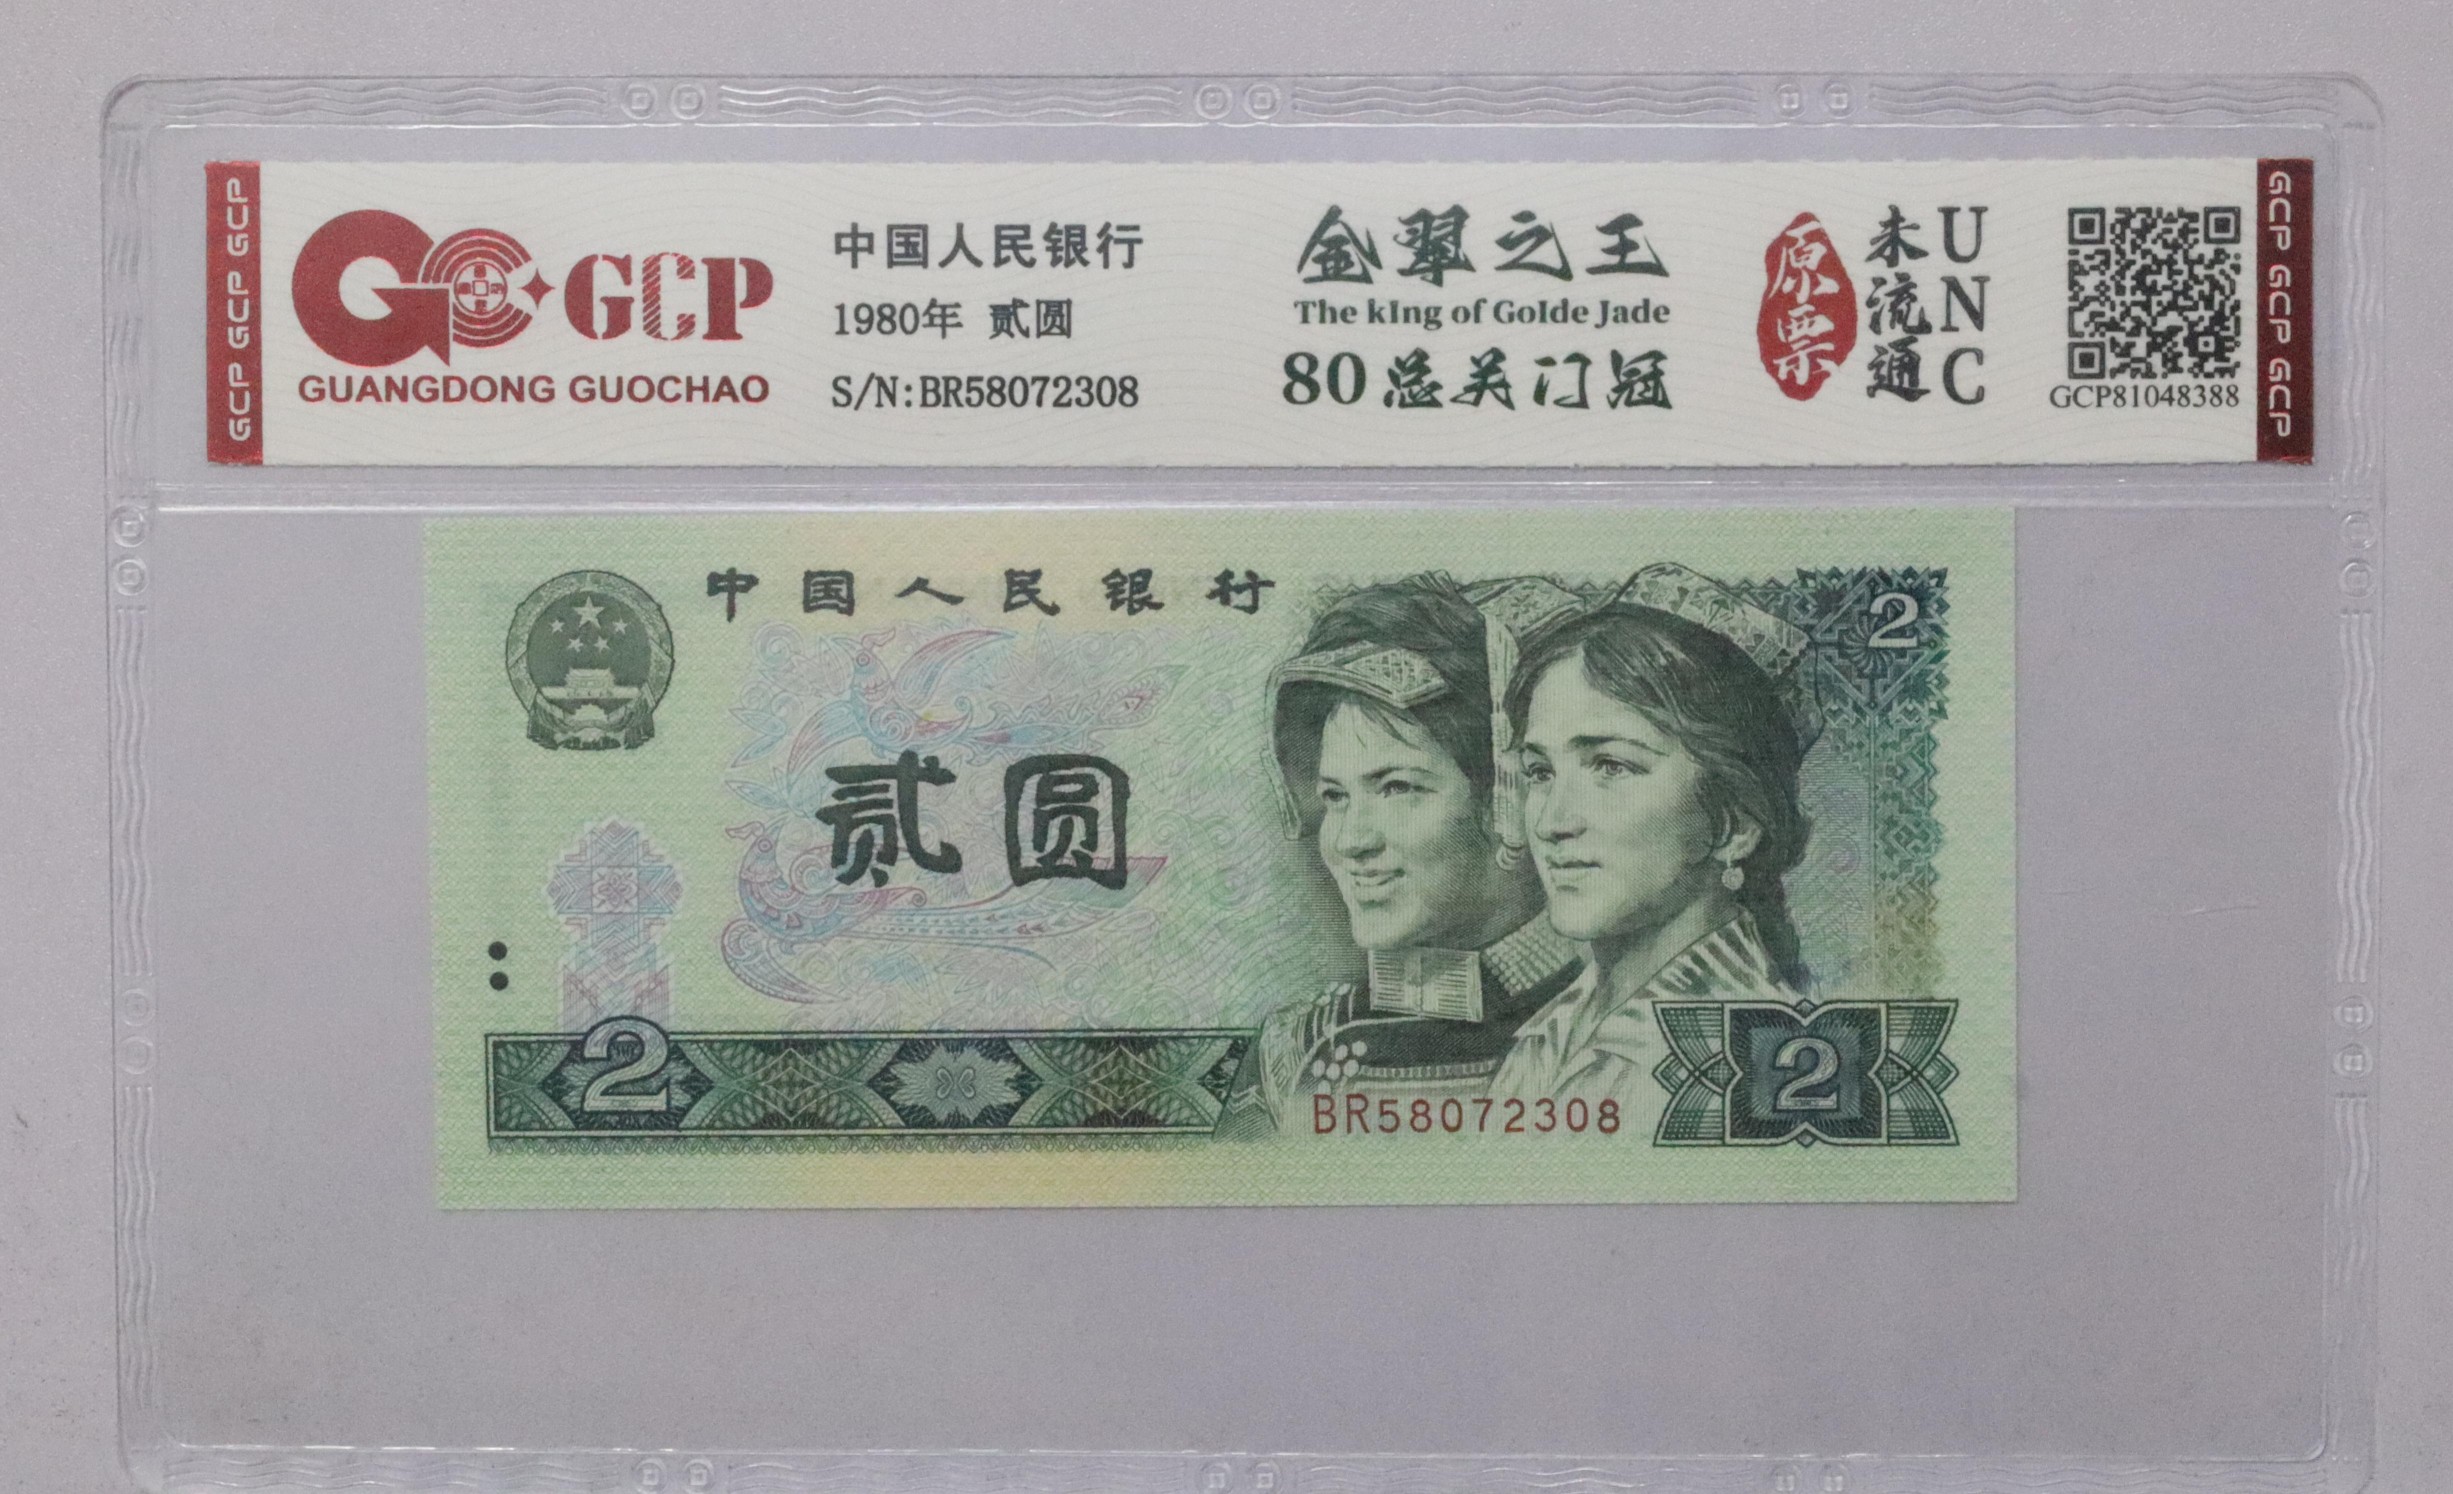 GCP GCP GCP
GCP
GUANGDONG GUOCHAO
中国人民银行
1980年 贰圆
S/N:BR58072308
金翠之王
The kIng of Golde Jade
80总关门冠
原票
未流通
UNC
GCP81048388
GCP GCP GCP
中国人民银行
2
贰圆
2
BR58072308
2